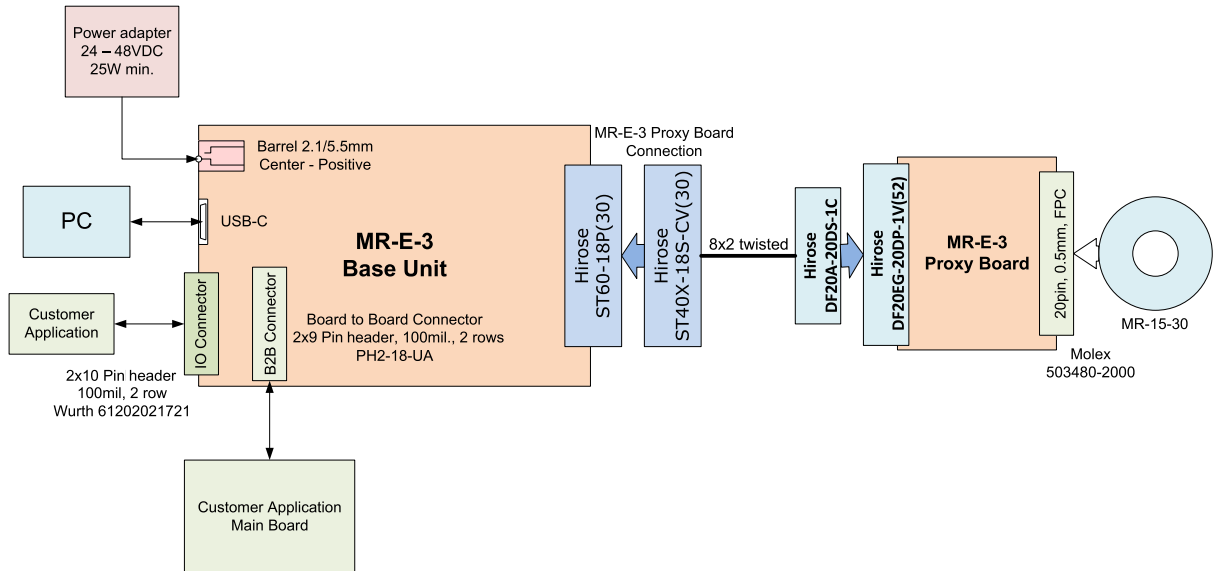 Power adapter
24 – 48VDC
25W min.
Barrel 2.1/5.5mm
Center - Positive
PC
USB-C
MR-E-3
Base Unit
Customer
Application
IO Connector
2x10 Pin header
100mil, 2 row
Wurth 61202021721
B2B Connector
Board to Board Connector
2x9 Pin header, 100mil., 2 rows
PH2-18-UA
Customer Application
Main Board
MR-E-3 Proxy Board
Connection
Hirose
ST60-18P(30)
Hirose
ST40X-18S-CV(30)
8x2 twisted
Hirose
DF20A-20DS-1C
Hirose
DF20EG-20DP-1V(52)
MR-E-3
Proxy Board
20pin, 0.5mm, FPC
Molex
503480-2000
MR-15-30